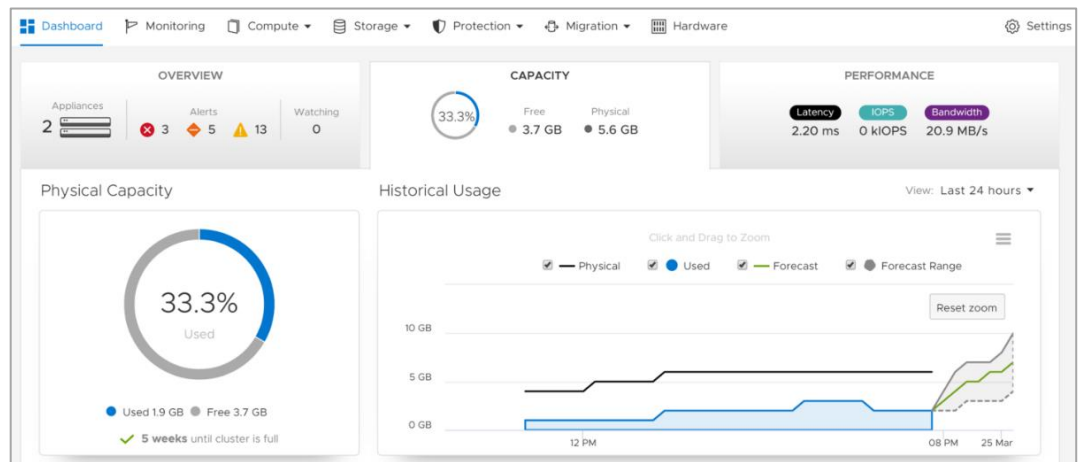 Dashboard Monitoring Compute Storage Protection Migration Hardware Settings
OVERVIEW
Appliances Alerts Watching
2 3 5 13 0
CAPACITY
33.3%
Free Physical
3.7 GB 5.6 GB
PERFORMANCE
Latency IOPS Bandwidth
2.20 ms 0 kIOPS 20.9 MB/s
Physical Capacity
33.3%
Used
Used 1.9 GB Free 3.7 GB
5 weeks until cluster is full
Historical Usage
View: Last 24 hours
Click and Drag to Zoom
Physical Used Forecast Forecast Range
Reset zoom
10 GB
5 GB
0 GB
12 PM 08 PM 25 Mar